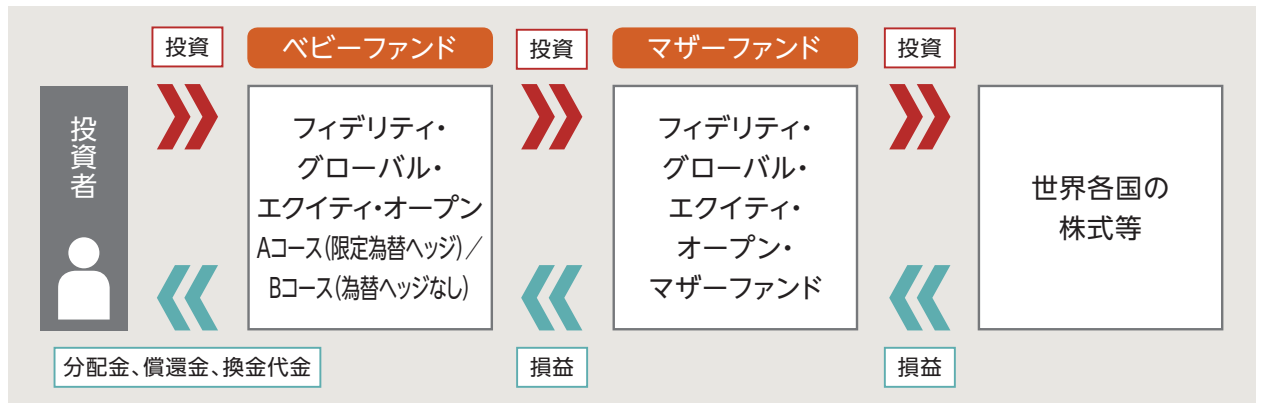 投資
ベビーファンド
投資
マザーファンド
投資
投資者
フィデリティ・
グローバル・
エクイティ・オープン
Aコース(限定為替ヘッジ)／
Bコース(為替ヘッジなし)
フィデリティ・
グローバル・
エクイティ・
オープン・
マザーファンド
世界各国の
株式等
分配金、償還金、換金代金
損益
損益